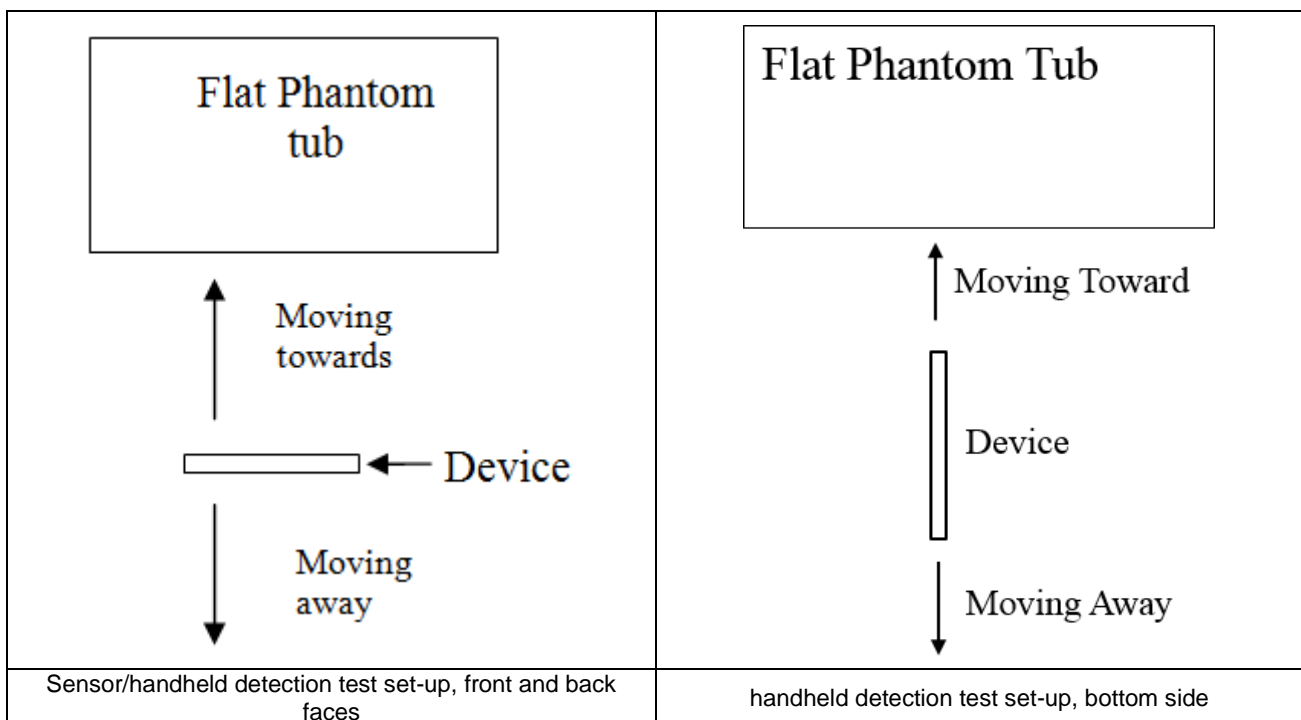 Flat Phantom
tub
Moving
towards
Device
Moving
away
Sensor/handheld detection test set-up, front and back
faces
Flat Phantom Tub
Moving Toward
Device
Moving Away
handheld detection test set-up, bottom side